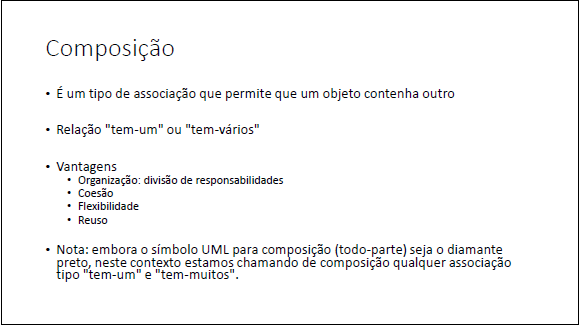 Composição
• É um tipo de associação que permite que um objeto contenha outro
• Relação "tem-um" ou "tem-vários"
• Vantagens
• Organização: divisão de responsabilidades
• Coesão
• Flexibilidade
• Reuso
• Nota: embora o símbolo UML para composição (todo-parte) seja o diamante
preto, neste contexto estamos chamando de composição qualquer associação
tipo "tem-um" e "tem-muitos".